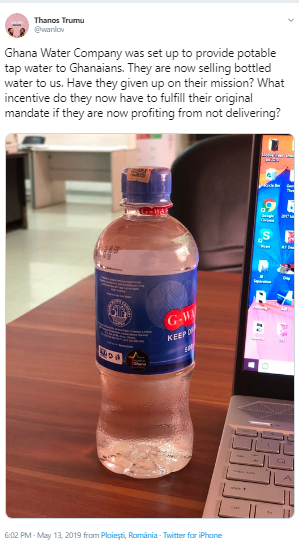 Thanos Trumu
@wanlov
Ghana Water Company was set up to provide potable
tap water to Ghanaians. They are now selling bottled
water to us. Have they given up on their mission? What
incentive do they now have to fulfill their original
mandate if they are now profiting from not delivering?
G-WA
G-WA
KEEP
6:02 PM · May 13, 2019 from Ploiești, România · Twitter for iPhone